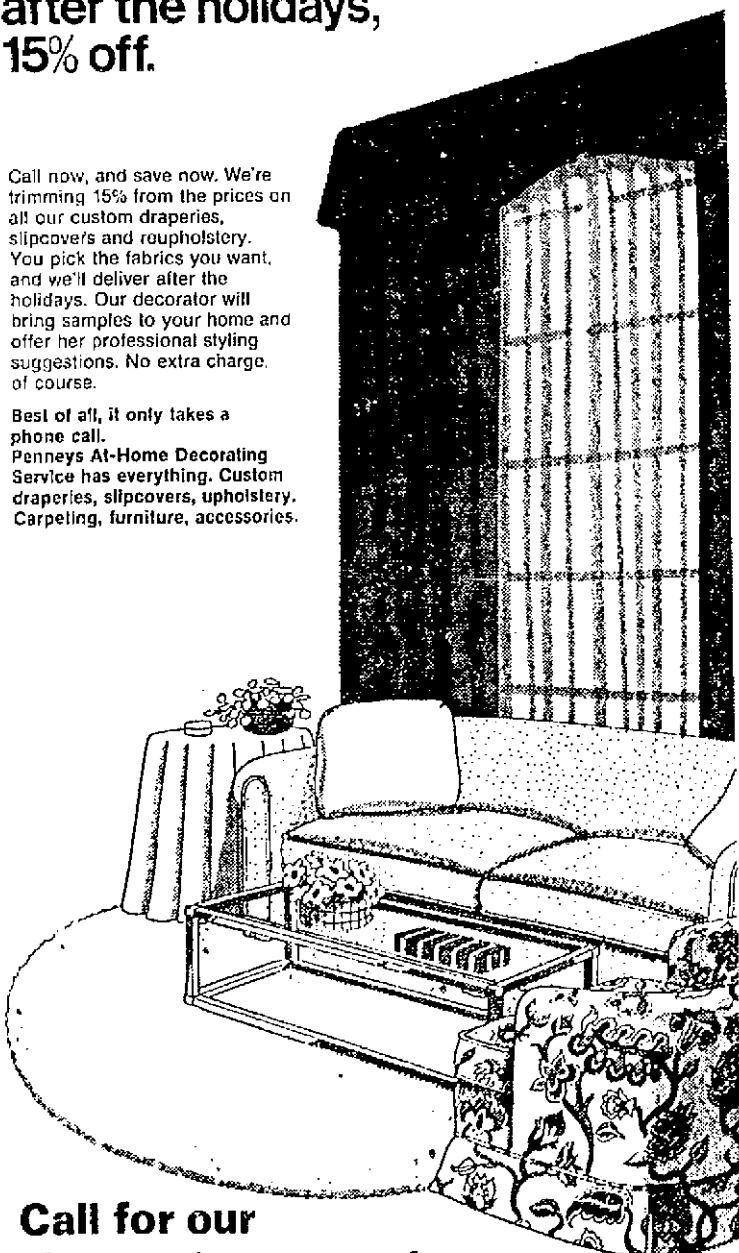 after the holidays,
15% off.
Call now, and save now. We're
trimming 15% from the prices on
all our custom draperies,
slipcovers and reupholstery.
You pick the fabrics you want,
and we'll deliver after the
holidays. Our decorator will
bring samples to your home and
offer her professional styling
suggestions. No extra charge,
of course.
Best of all, it only takes a
phone call.
Penneys At-Home Decorating
Service has everything. Custom
draperies, slipcovers, upholstery.
Carpeting, furniture, accessories.
Call for our